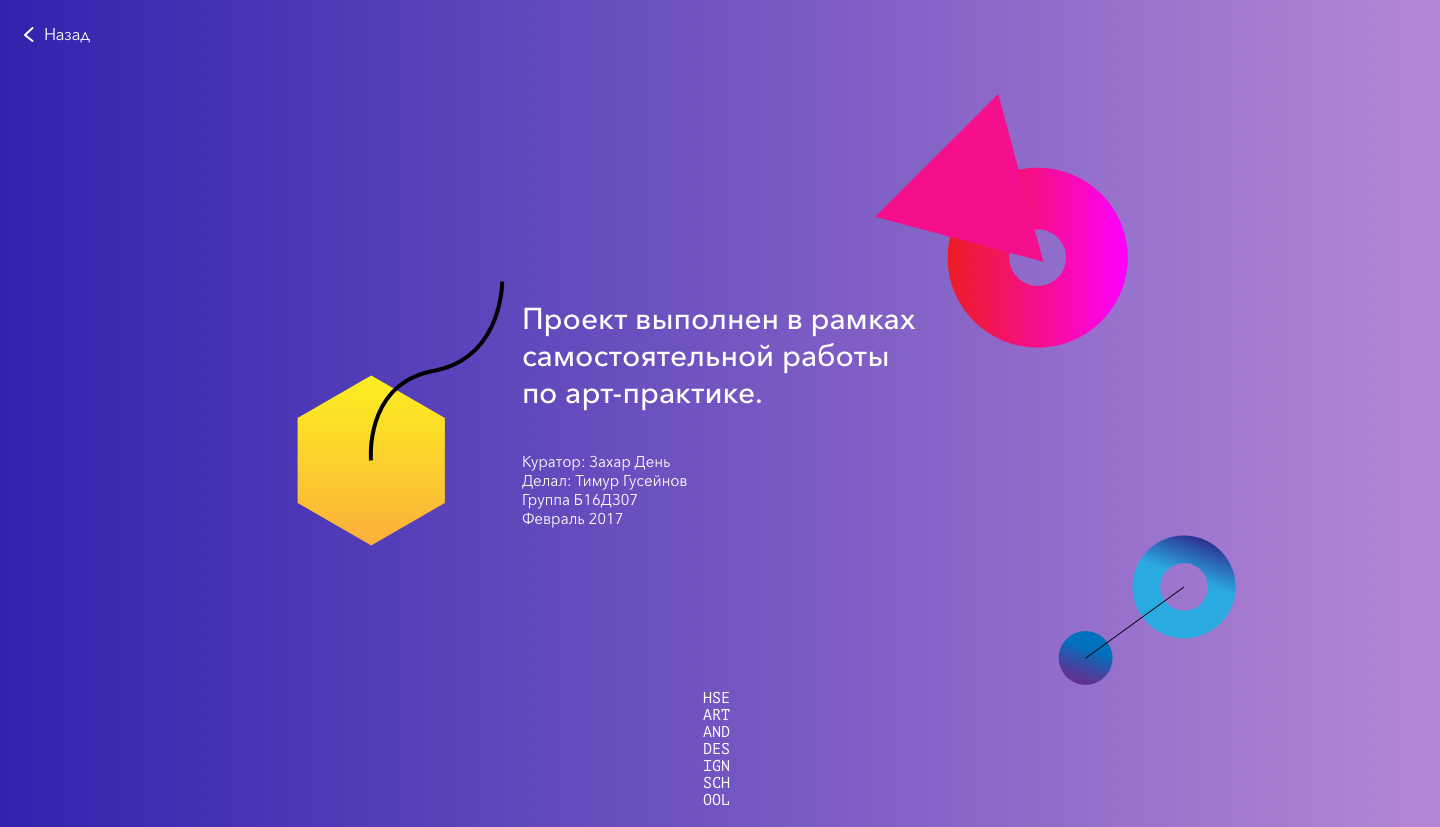 Назад
Проект выполнен в рамках
самостоятельной работы
по арт-практике.
Куратор: Захар День
Делал: Тимур Гусейнов
Группа Б16Д307
Февраль 2017
HSE
ART
AND
DES
IGN
SCH
OOL